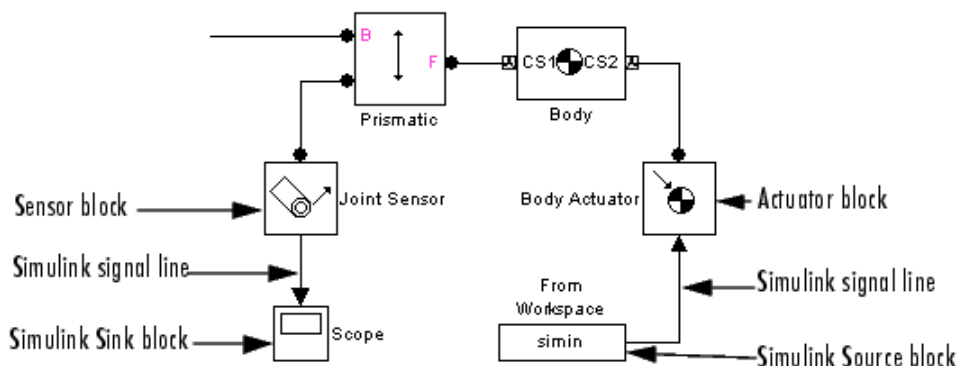 B
F
CS1 CS2
Prismatic
Body
Sensor block
Joint Sensor
Body Actuator
Actuator block
Simulink signal line
From
Workspace
Simulink signal line
Simulink Sink block
Scope
simin
Simulink Source block